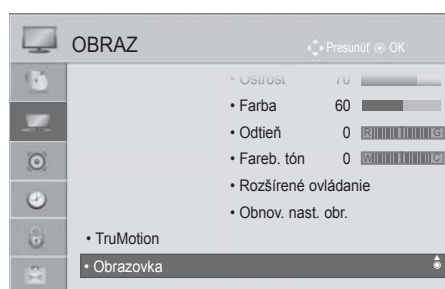 OBRAZ Presunúť OK
• Ostrosť 70
• Farba 60
• Odtieň 0 R G
• Fareb. tón 0 W C
• Rozšírené ovládanie
• Obnov. nast. obr.
• TruMotion
• Obrazovka